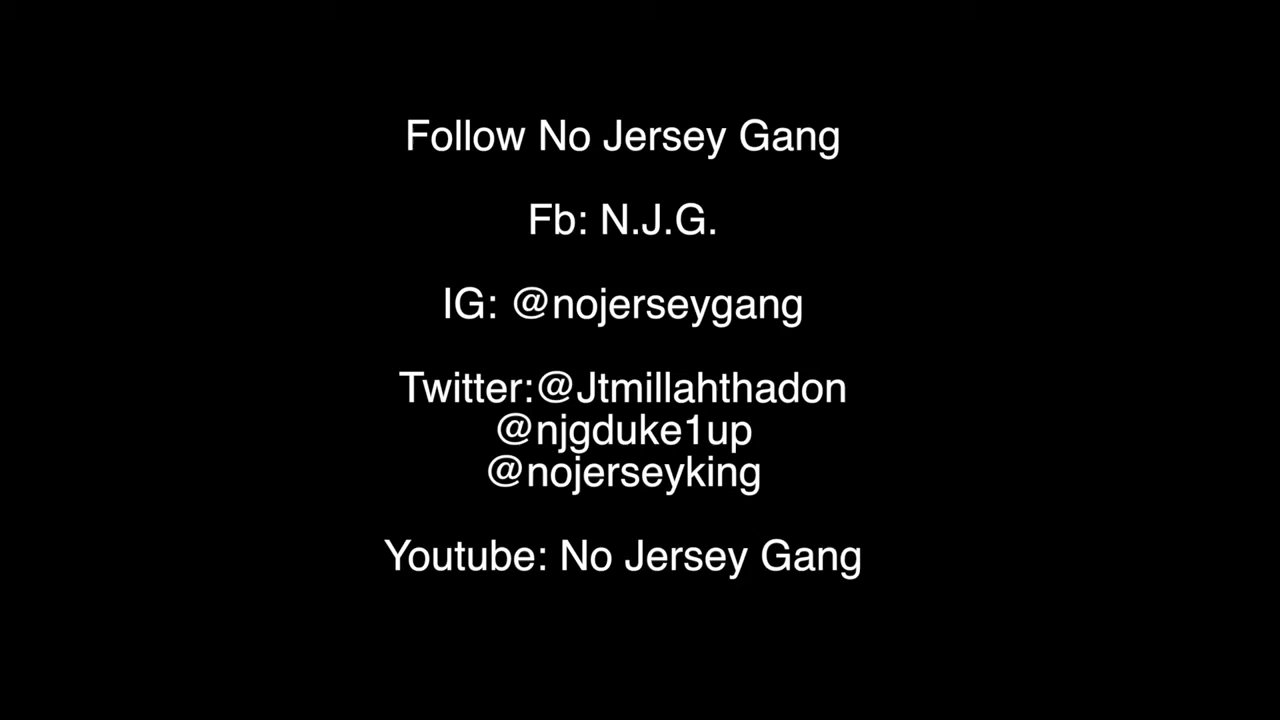 Follow No Jersey Gang
Fb: N.J.G.
IG: @nojerseygang
Twitter:@Jtmillahthadon
@njgduke1up
@nojerseyking
Youtube: No Jersey Gang